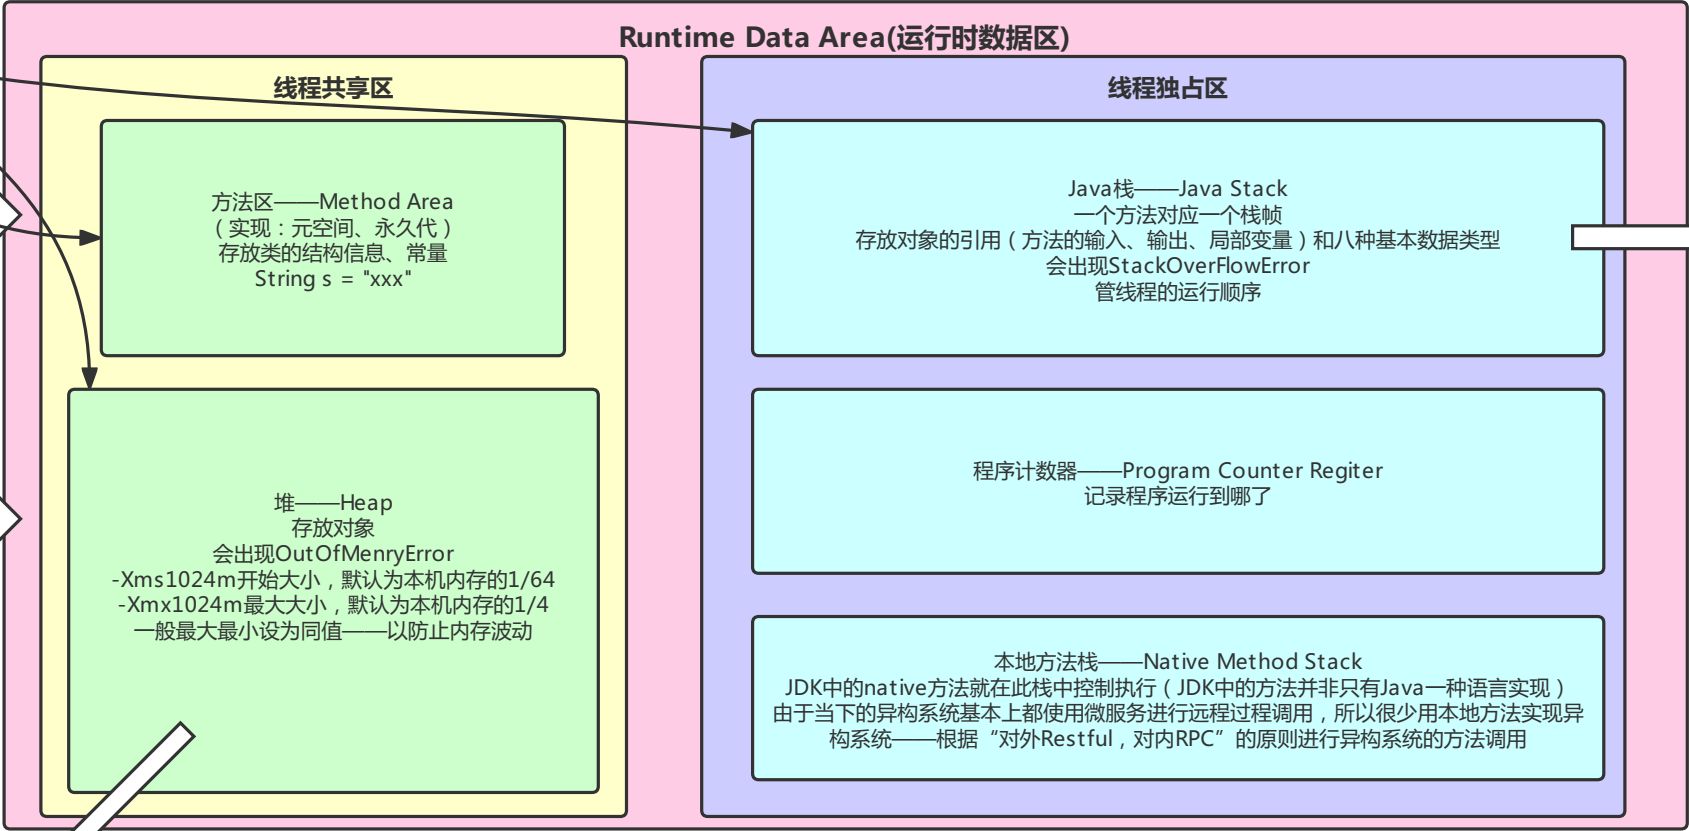 Runtime Data Area(运行时数据区)
线程共享区
方法区——Method Area
（实现：元空间、永久代）
存放类的结构信息、常量
String s = "xxx"
堆——Heap
存放对象
会出现OutOfMenryError
-Xms1024m开始大小，默认为本机内存的1/64
-Xmx1024m最大大小，默认为本机内存的1/4
一般最大最小设为同值——以防止内存波动
线程独占区
Java栈——Java Stack
一个方法对应一个栈帧
存放对象的引用（方法的输入、输出、局部变量）和八种基本数据类型
会出现StackOverFlowError
管线程的运行顺序
程序计数器——Program Counter Regiter
记录程序运行到哪了
本地方法栈——Native Method Stack
JDK中的native方法就在此栈中控制执行（JDK中的方法并非只有Java一种语言实现）
由于当下的异构系统基本上都使用微服务进行远程过程调用，所以很少用本地方法实现异
构系统——根据“对外Restful，对内RPC”的原则进行异构系统的方法调用